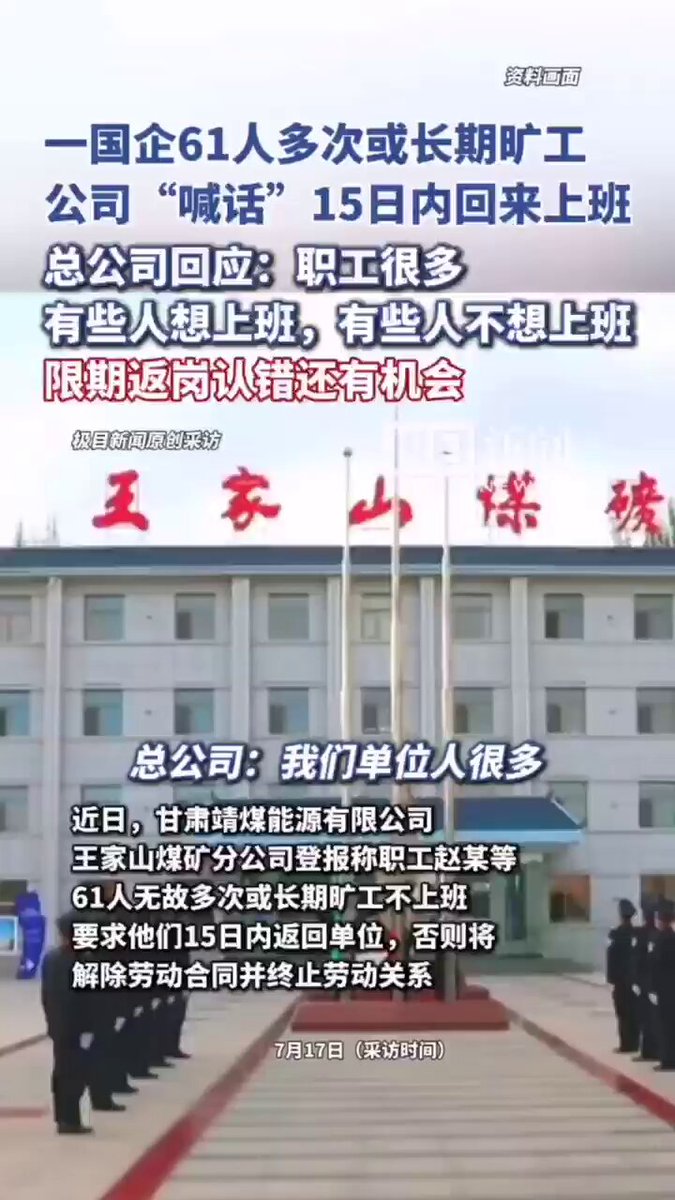 资料画面
一国企61人多次或长期旷工
公司“喊话”15日内回来上班
总公司回应：职工很多
有些人想上班，有些人不想上班
限期返岗认错还有机会
极目新闻原创采访
王家山煤矿
总公司：我们单位人很多
近日，甘肃靖煤能源有限公司
王家山煤矿分公司登报称职工赵某等
61人无故多次或长期旷工不上班
要求他们15日内返回单位，否则将
解除劳动合同并终止劳动关系
7月17日（采访时间）